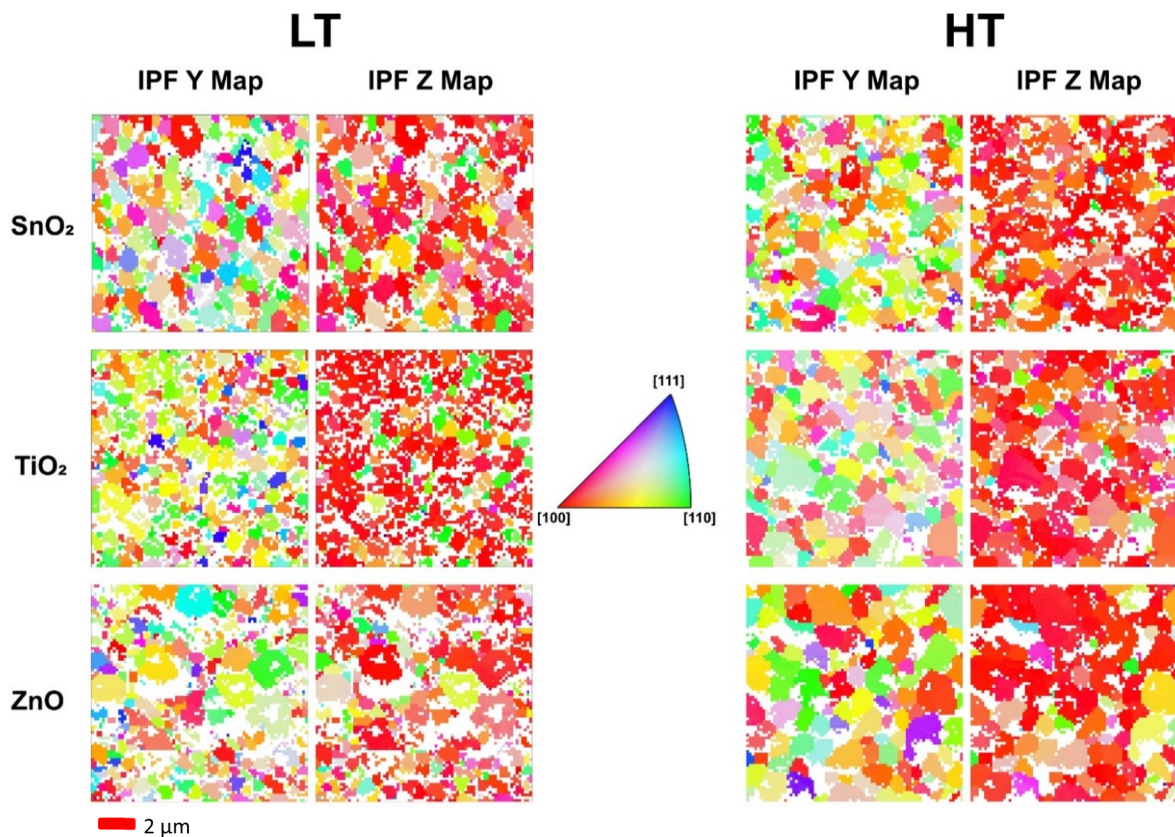 LT HT
IPF Y Map IPF Z Map IPF Y Map IPF Z Map
SnO₂
TiO₂
[111]
[100] [110]
ZnO
2 µm